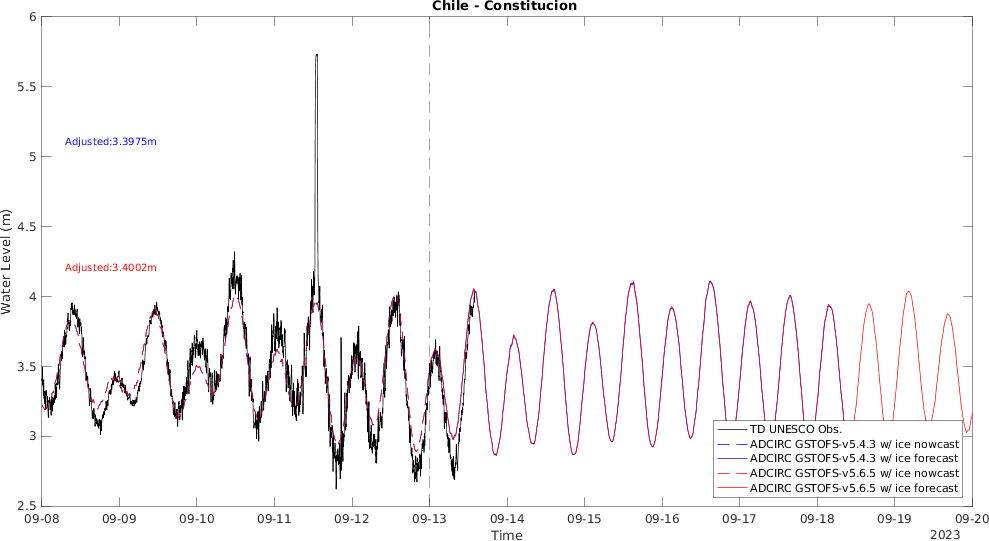 Chile - Constitucion
6
5.5
5
4.5
4
3.5
3
2.5
Water Level (m)
Adjusted:3.3975m
Adjusted:3.4002m
TD UNESCO Obs.
ADCIRC GSTOFS-v5.4.3 w/ ice nowcast
ADCIRC GSTOFS-v5.4.3 w/ ice forecast
ADCIRC GSTOFS-v5.6.5 w/ ice nowcast
ADCIRC GSTOFS-v5.6.5 w/ ice forecast
09-08 09-09 09-10 09-11 09-12 09-13 09-14 09-15 09-16 09-17 09-18 09-19 09-20
Time
2023